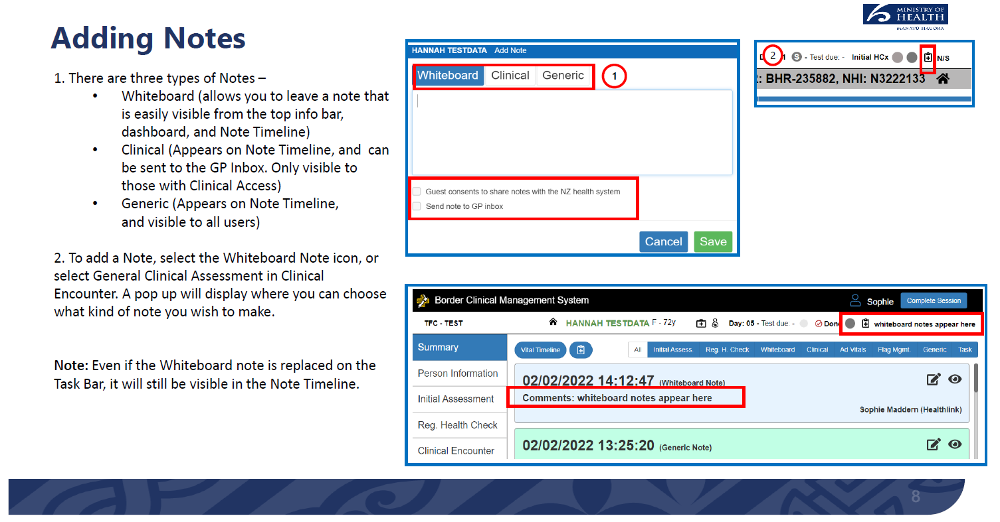 MINISTRY OF
HEALTH
MANATŪ HAUORA
Adding Notes
1. There are three types of Notes –
• Whiteboard (allows you to leave a note that
is easily visible from the top info bar,
dashboard, and Note Timeline)
• Clinical (Appears on Note Timeline, and can
be sent to the GP Inbox. Only visible to
those with Clinical Access)
• Generic (Appears on Note Timeline,
and visible to all users)
2. To add a Note, select the Whiteboard Note icon, or
select General Clinical Assessment in Clinical
Encounter. A pop up will display where you can choose
what kind of note you wish to make.
Note: Even if the Whiteboard note is replaced on the
Task Bar, it will still be visible in the Note Timeline.
HANNAH TESTDATA Add Note
Whiteboard Clinical Generic 1
Guest consents to share notes with the NZ health system
Send note to GP inbox
Cancel Save
2 1 S - Test due: - Initial HCx N/S
: BHR-235882, NHI: N3222133
Border Clinical Management System Sophie Complete Session
TFC - TEST HANNAH TESTDATA F - 72y Day: 05 - Test due: - Done whiteboard notes appear here
Summary Vital Timeline All Initial Assess. Reg. H. Check Whiteboard Clinical Ad Vitals Flag Mgmt. Generic Task
Person Information
Initial Assessment
Reg. Health Check
Clinical Encounter
02/02/2022 14:12:47 (Whiteboard Note)
Comments: whiteboard notes appear here
Sophie Maddern (Healthlink)
02/02/2022 13:25:20 (Generic Note)
8